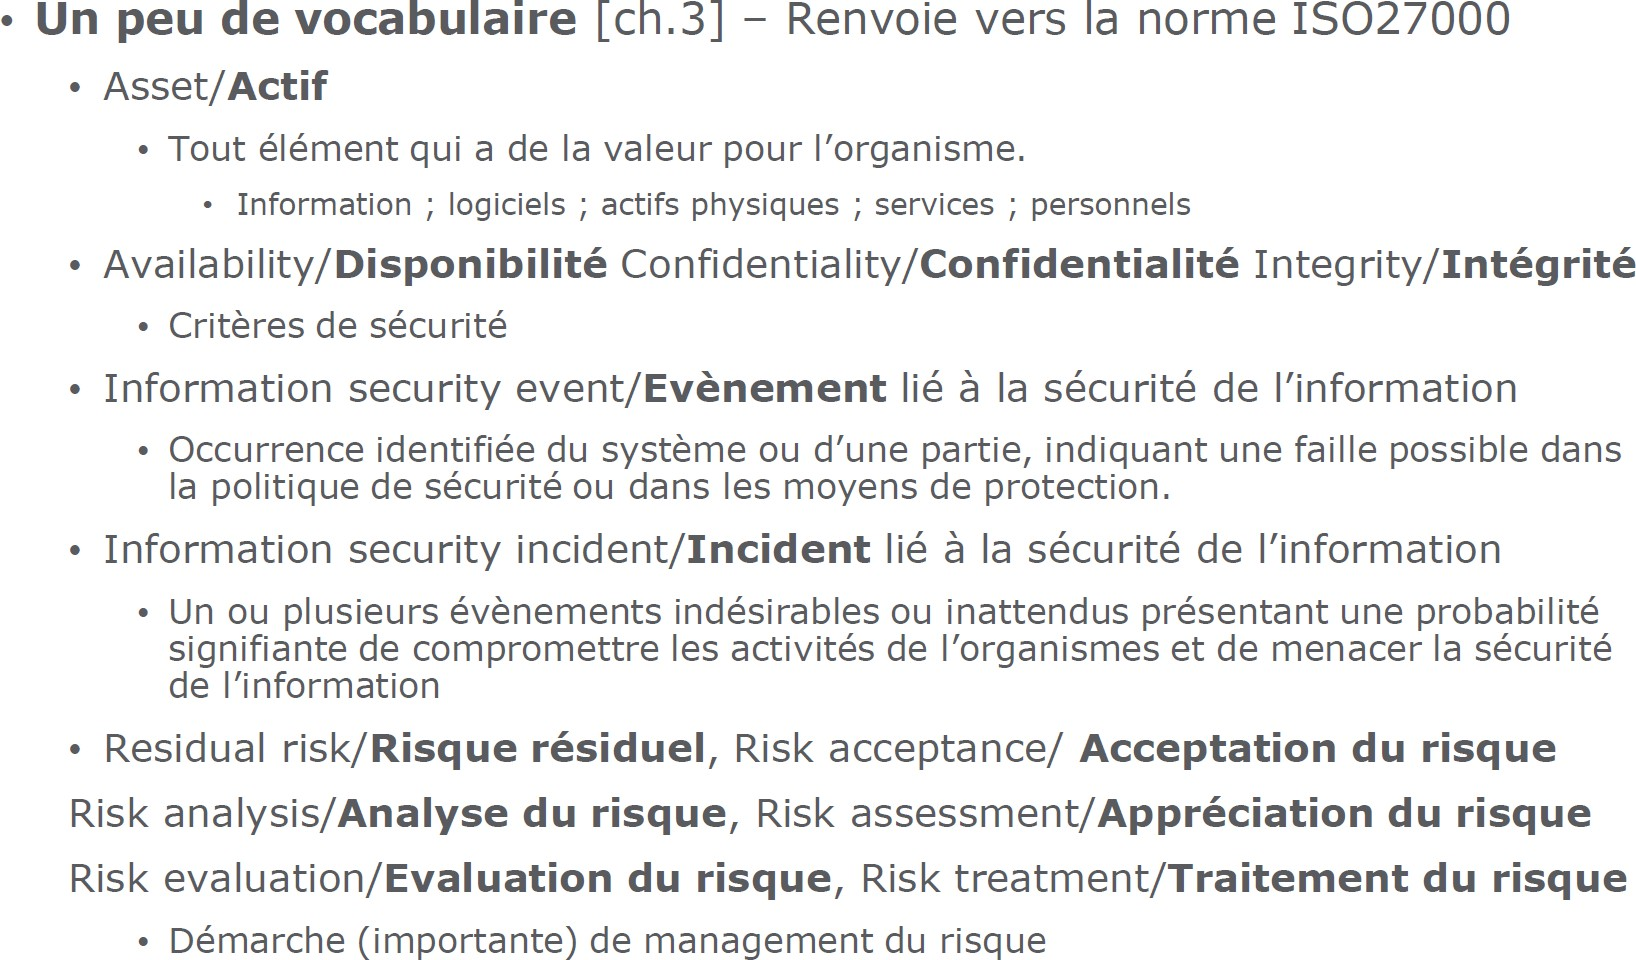 • Un peu de vocabulaire [ch.3] – Renvoie vers la norme ISO27000
• Asset/Actif
• Tout élément qui a de la valeur pour l’organisme.
• Information ; logiciels ; actifs physiques ; services ; personnels
• Availability/Disponibilité Confidentiality/Confidentialité Integrity/Intégrité
• Critères de sécurité
• Information security event/Evènement lié à la sécurité de l’information
• Occurrence identifiée du système ou d’une partie, indiquant une faille possible dans
la politique de sécurité ou dans les moyens de protection.
• Information security incident/Incident lié à la sécurité de l’information
• Un ou plusieurs évènements indésirables ou inattendus présentant une probabilité
signifiante de compromettre les activités de l’organismes et de menacer la sécurité
de l’information
• Residual risk/Risque résiduel, Risk acceptance/ Acceptation du risque
Risk analysis/Analyse du risque, Risk assessment/Appréciation du risque
Risk evaluation/Evaluation du risque, Risk treatment/Traitement du risque
• Démarche (importante) de management du risque